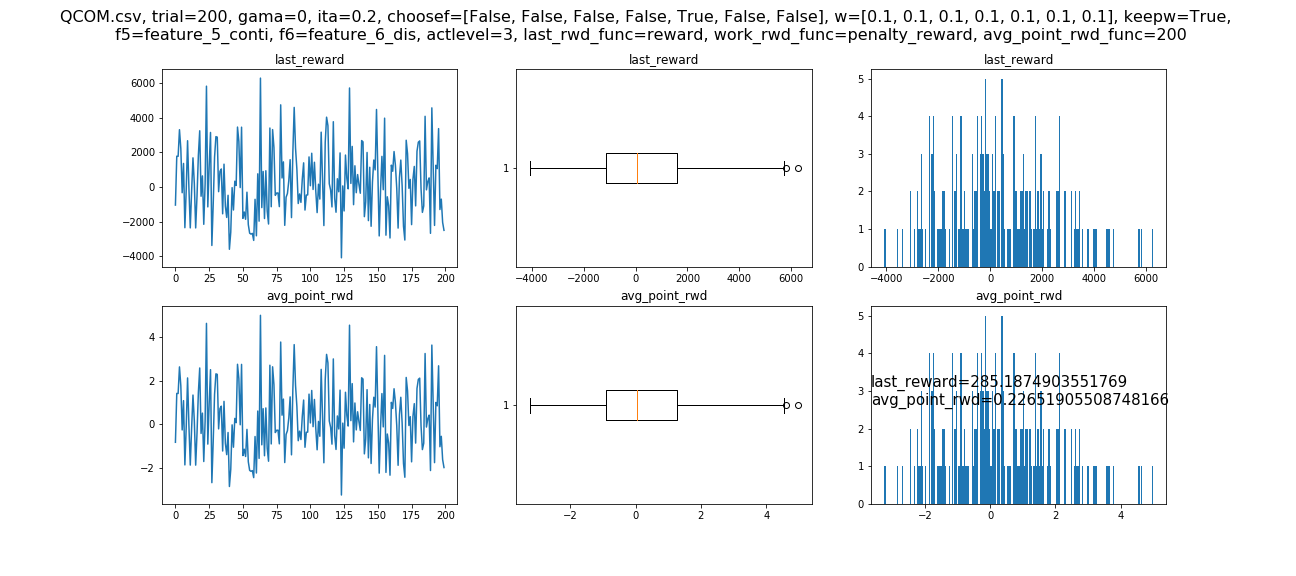 QCOM.csv, trial=200, gama=0, ita=0.2, choosef=[False, False, False, False, True, False, False], w=[0.1, 0.1, 0.1, 0.1, 0.1, 0.1, 0.1], keepw=True,
f5=feature_5_conti, f6=feature_6_dis, actlevel=3, last_rwd_func=reward, work_rwd_func=penalty_reward, avg_point_rwd_func=200
last_reward
6000
4000
2000
0
−2000
−4000
0 25 50 75 100 125 150 175 200
last_reward
1
−4000 −2000 0 2000 4000 6000
last_reward
5
4
3
2
1
0
−4000 −2000 0 2000 4000 6000
avg_point_rwd
4
2
0
−2
0 25 50 75 100 125 150 175 200
avg_point_rwd
1
−2 0 2 4
avg_point_rwd
5
4
last_reward=285.1874903551769
3
avg_point_rwd=0.22651905508748166
2
1
0
−2 0 2 4